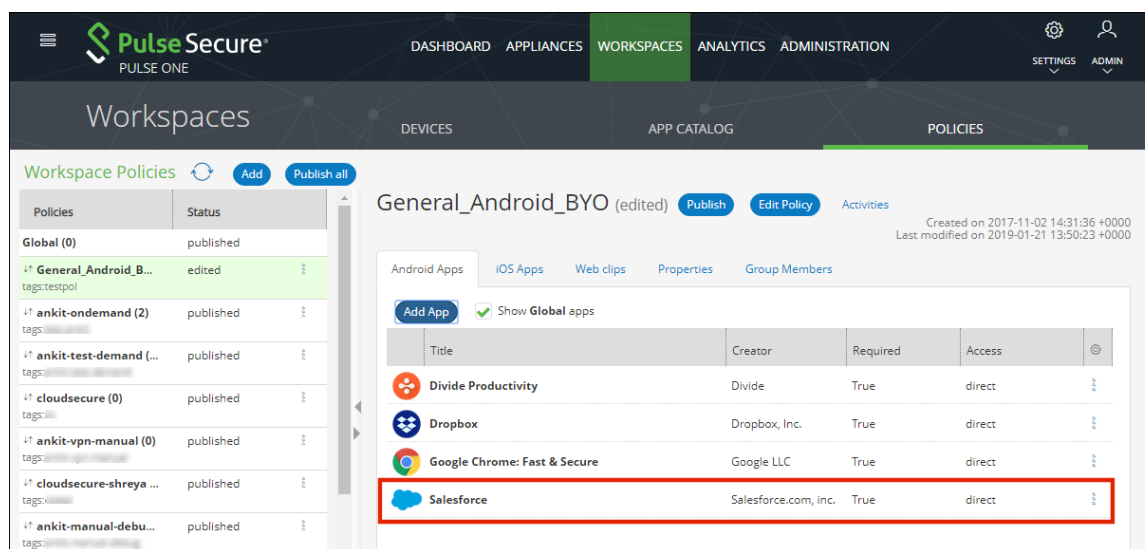 Pulse Secure®
PULSE ONE
DASHBOARD APPLIANCES WORKSPACES ANALYTICS ADMINISTRATION
SETTINGS ADMIN
Workspaces
DEVICES APP CATALOG POLICIES
Workspace Policies Add Publish all
General_Android_BYO (edited) Publish Edit Policy Activities
Created on 2017-11-02 14:31:36 +0000
Last modified on 2019-01-21 13:50:23 +0000
Policies Status
Global (0) published
General_Android_B... edited
tags:testpol
ankit-ondemand (2) published
tags:
ankit-test-demand (... published
tags:
cloudsecure (0) published
tags:
ankit-vpn-manual (0) published
tags:
cloudsecure-shreya ... published
tags:
ankit-manual-debu... published
tags:
Android Apps iOS Apps Web clips Properties Group Members
Add App Show Global apps
Title Creator Required Access
Divide Productivity Divide True direct
Dropbox Dropbox, Inc. True direct
Google Chrome: Fast & Secure Google LLC True direct
Salesforce Salesforce.com, inc. True direct